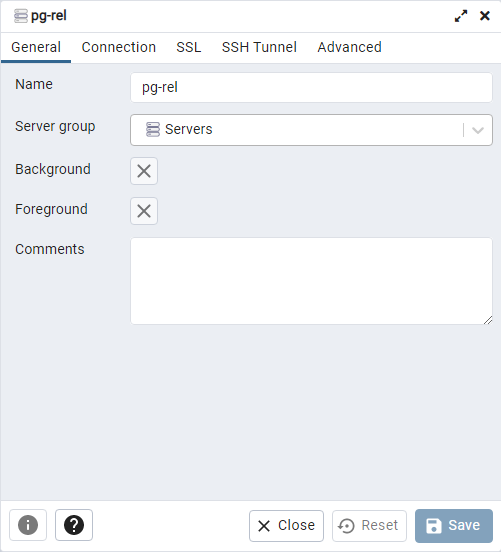 pg-rel
General Connection SSL SSH Tunnel Advanced
Name pg-rel
Server group Servers
Background
Foreground
Comments
Close Reset Save